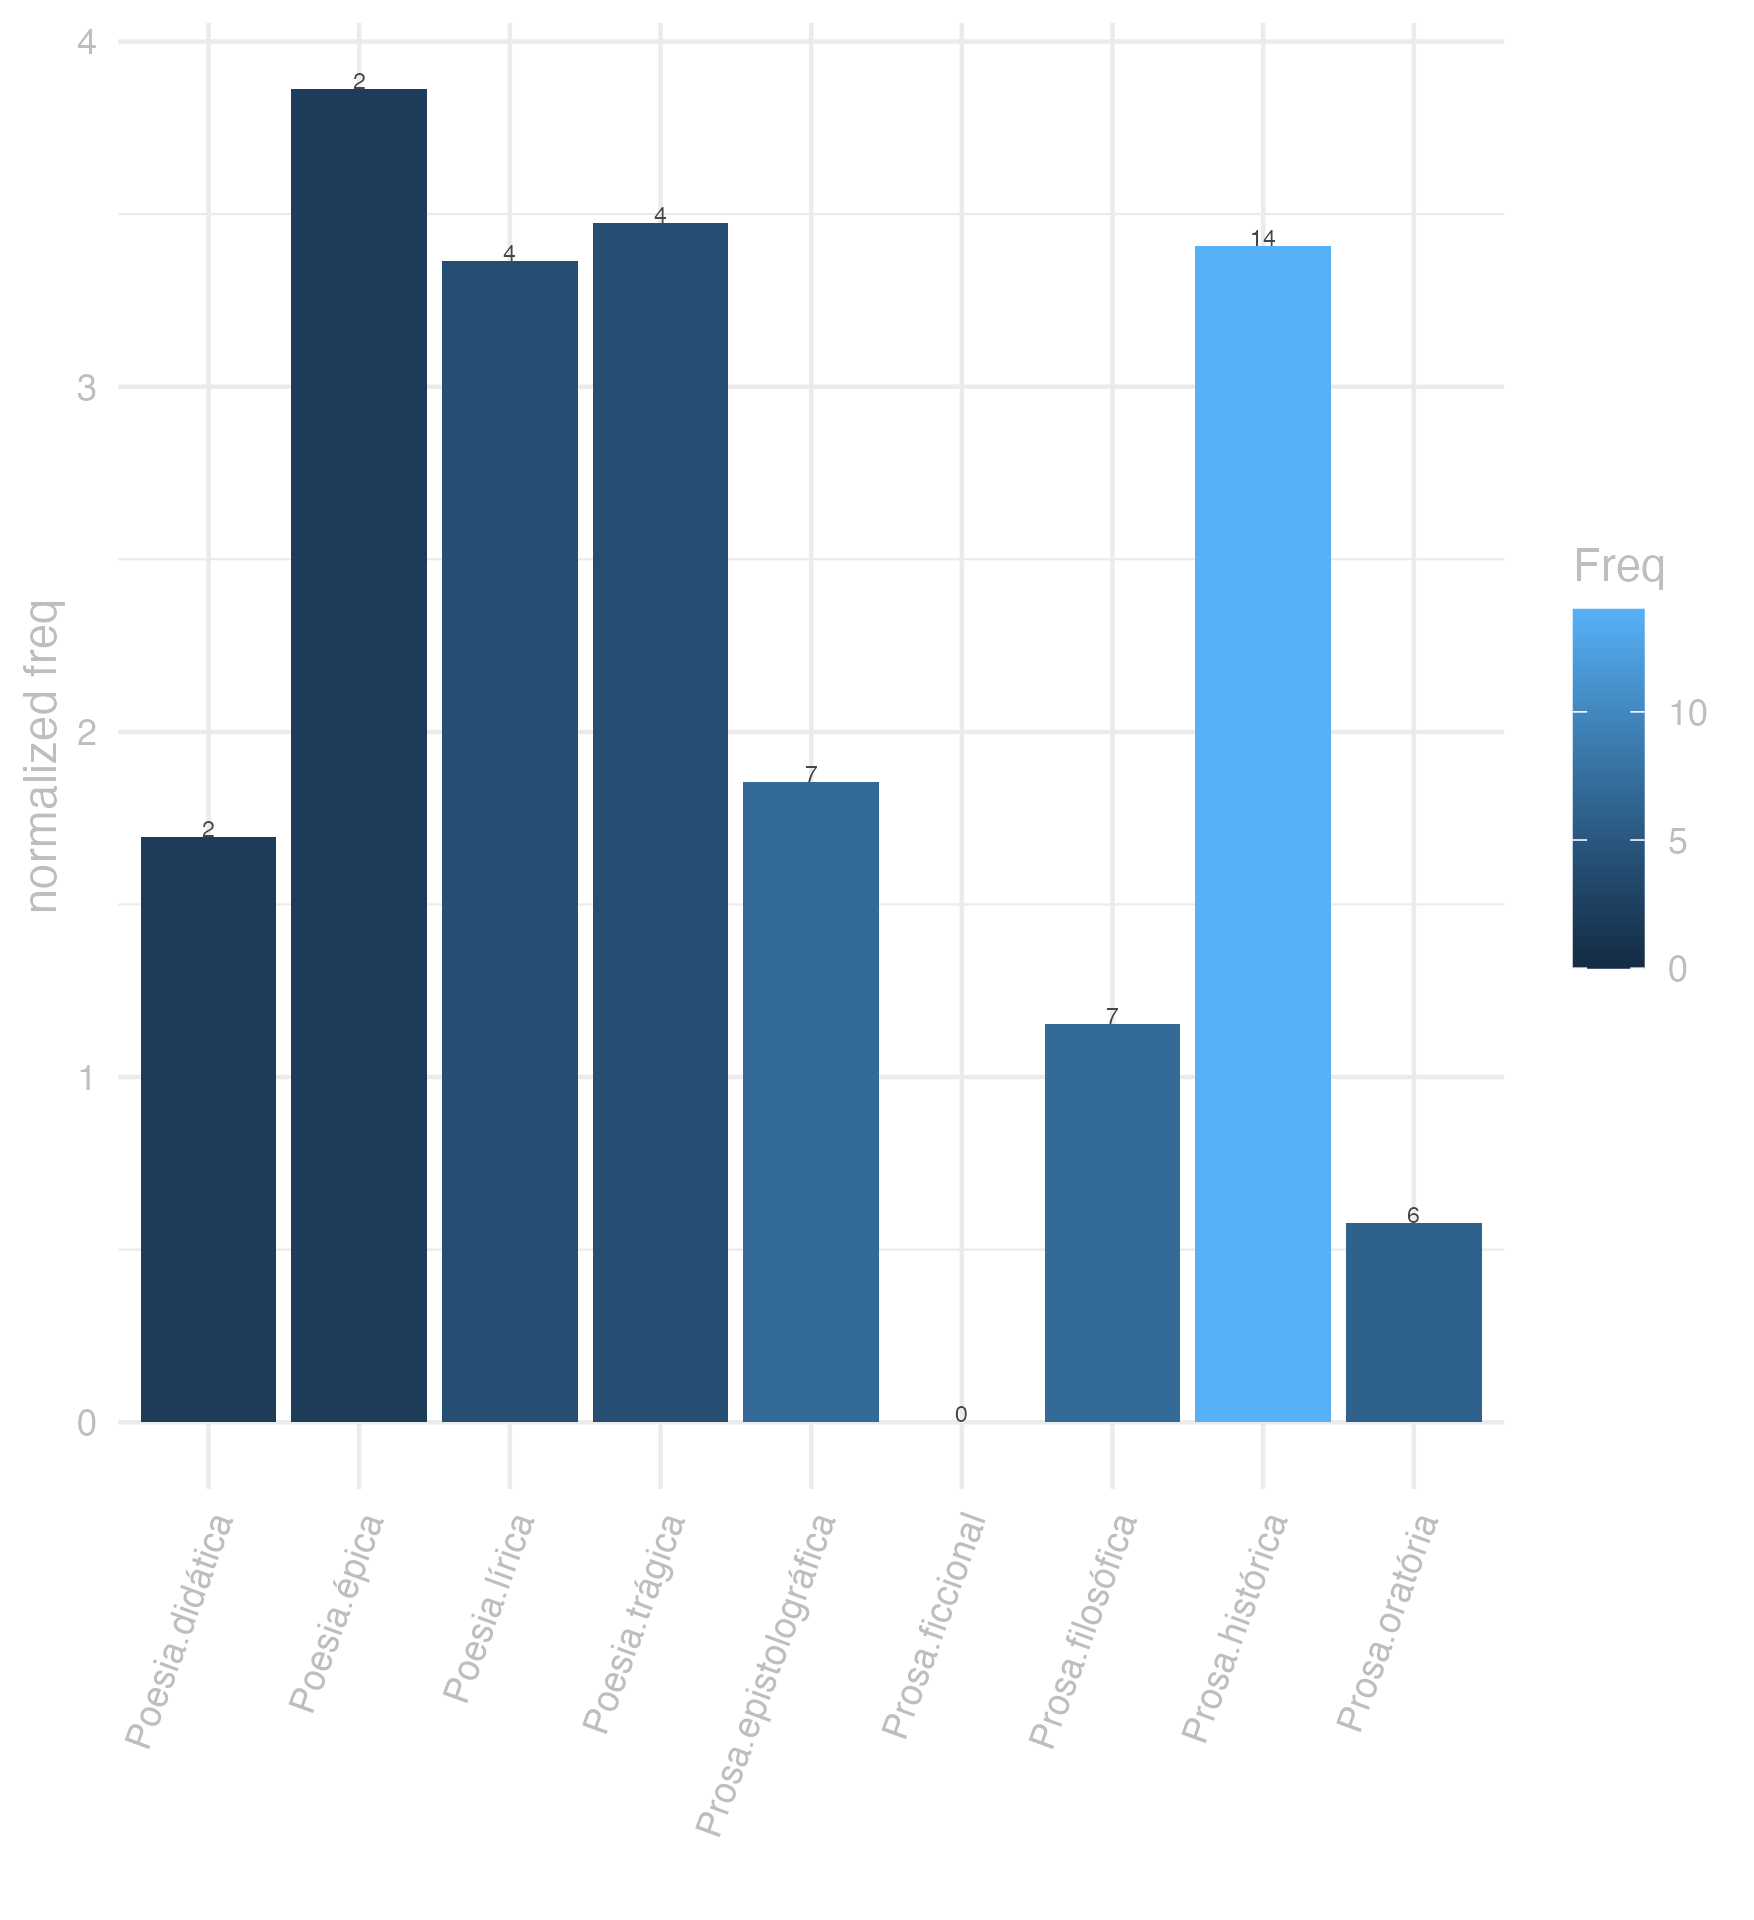 4
3
2
1
0
normalized freq
2
2
4
4
7
0
7
14
6
Poesia.didática
Poesia.épica
Poesia.lírica
Poesia.trágica
Prosa.epistolográfica
Prosa.ficcional
Prosa.filosófica
Prosa.histórica
Prosa.oratória
Freq
10
5
0